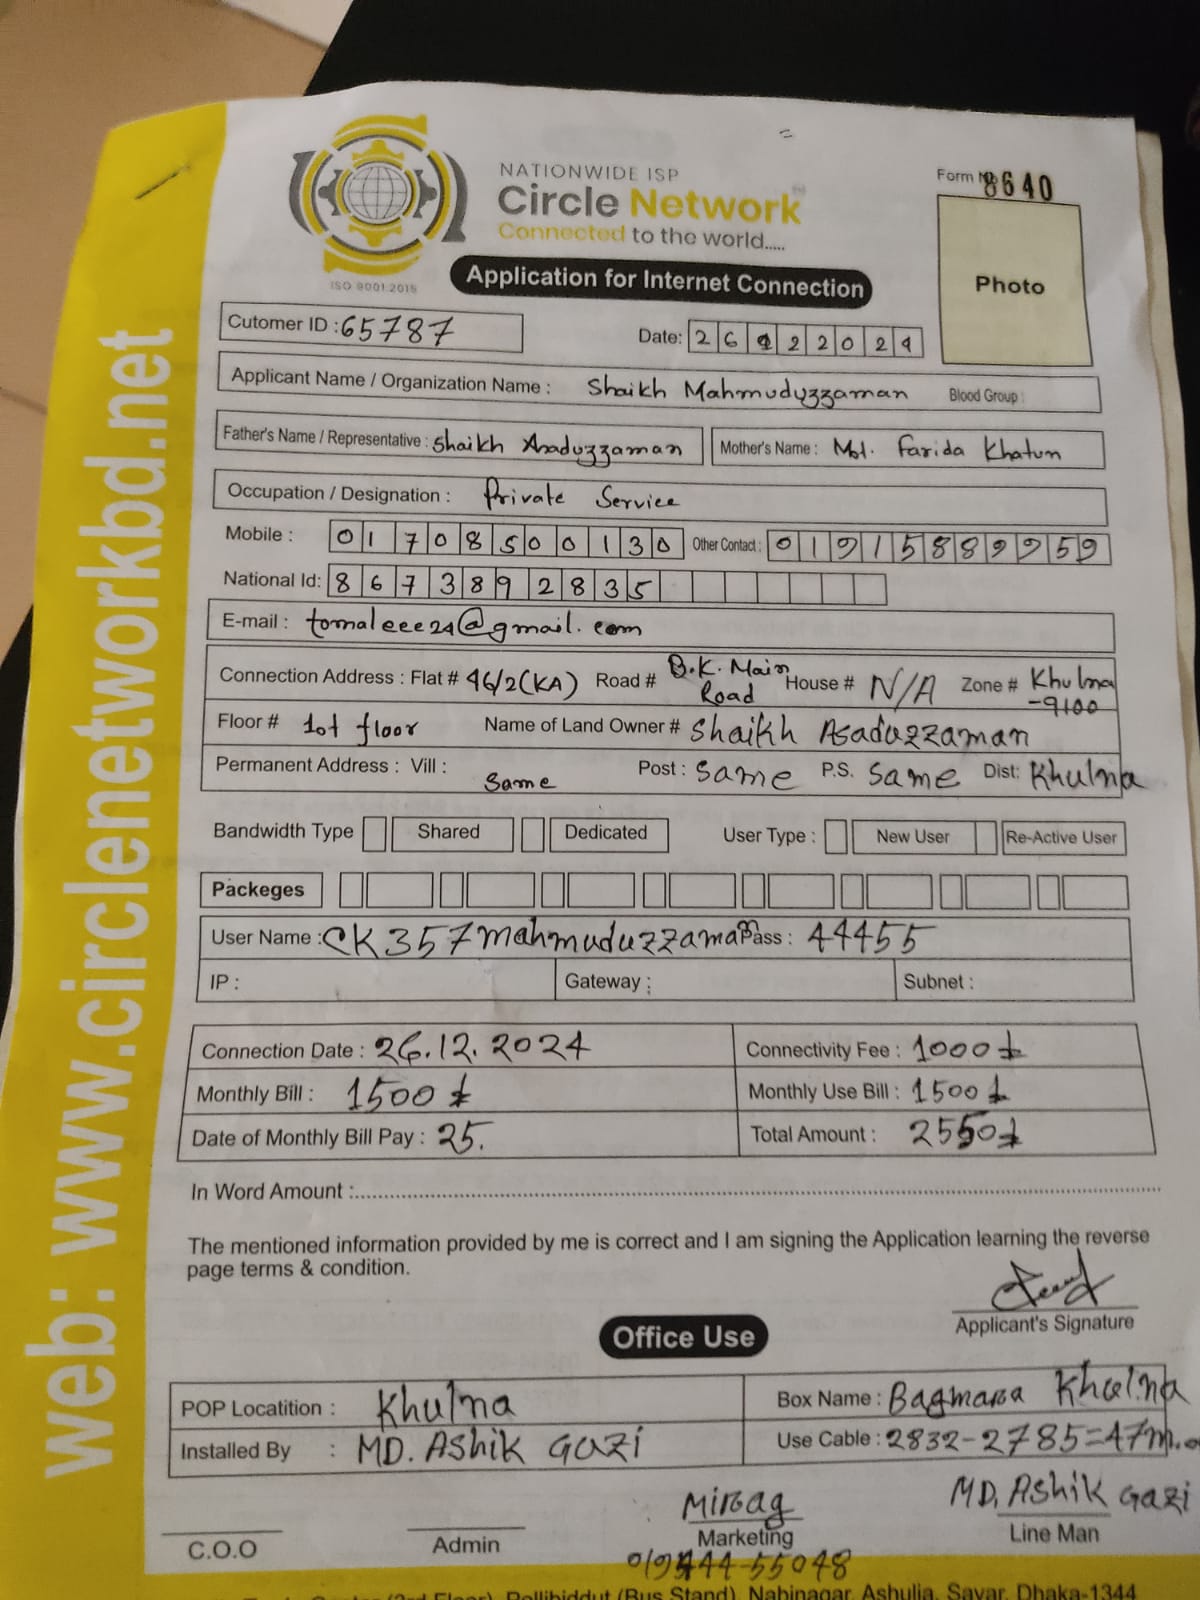 NATIONWIDE ISP
Circle Network
Connected to the world.....
ISO 9001:2015
Form 8640
Photo
Application for Internet Connection
Cutomer ID : 65787
Date: 26 12 2024
Applicant Name / Organization Name : Shaikh Mahmuduzzaman Blood Group :
Father's Name / Representative : Shaikh Asaduzzaman Mother's Name : Mst. Farida Khatun
Occupation / Designation : Private Service
Mobile : 01708500130 Other Contact : 01915889959
National Id: 8673892835
E-mail : tomaleee24@gmail.com
Connection Address : Flat # 46/2(KA) Road # B.K. Main Road House # N/A Zone # Khulna -9100
Floor # 1st floor Name of Land Owner # Shaikh Asaduzzaman
Permanent Address : Vill : Same Post : Same P.S. Same Dist: Khulna
Bandwidth Type Shared Dedicated User Type : New User Re-Active User
Packeges
User Name : CK357mahmuduzzaman Pass : 44455
IP : Gateway : Subnet :
Connection Date : 26.12.2024 Connectivity Fee : 1000
Monthly Bill : 1500 Monthly Use Bill : 1500
Date of Monthly Bill Pay : 25. Total Amount : 2550
In Word Amount :
The mentioned information provided by me is correct and I am signing the Application learning the reverse
page terms & condition.
Applicant's Signature
Office Use
POP Locatition : Khulna Box Name : Bagmara Khulna
Installed By : MD. Ashik Gazi Use Cable : 2832-2785=47m.
C.O.O Admin Mirag Marketing MD. Ashik Gazi Line Man
(Bus Stand), Nabinagar, Ashulia, Savar, Dhaka-1344
web: www.circlenetworkbd.net